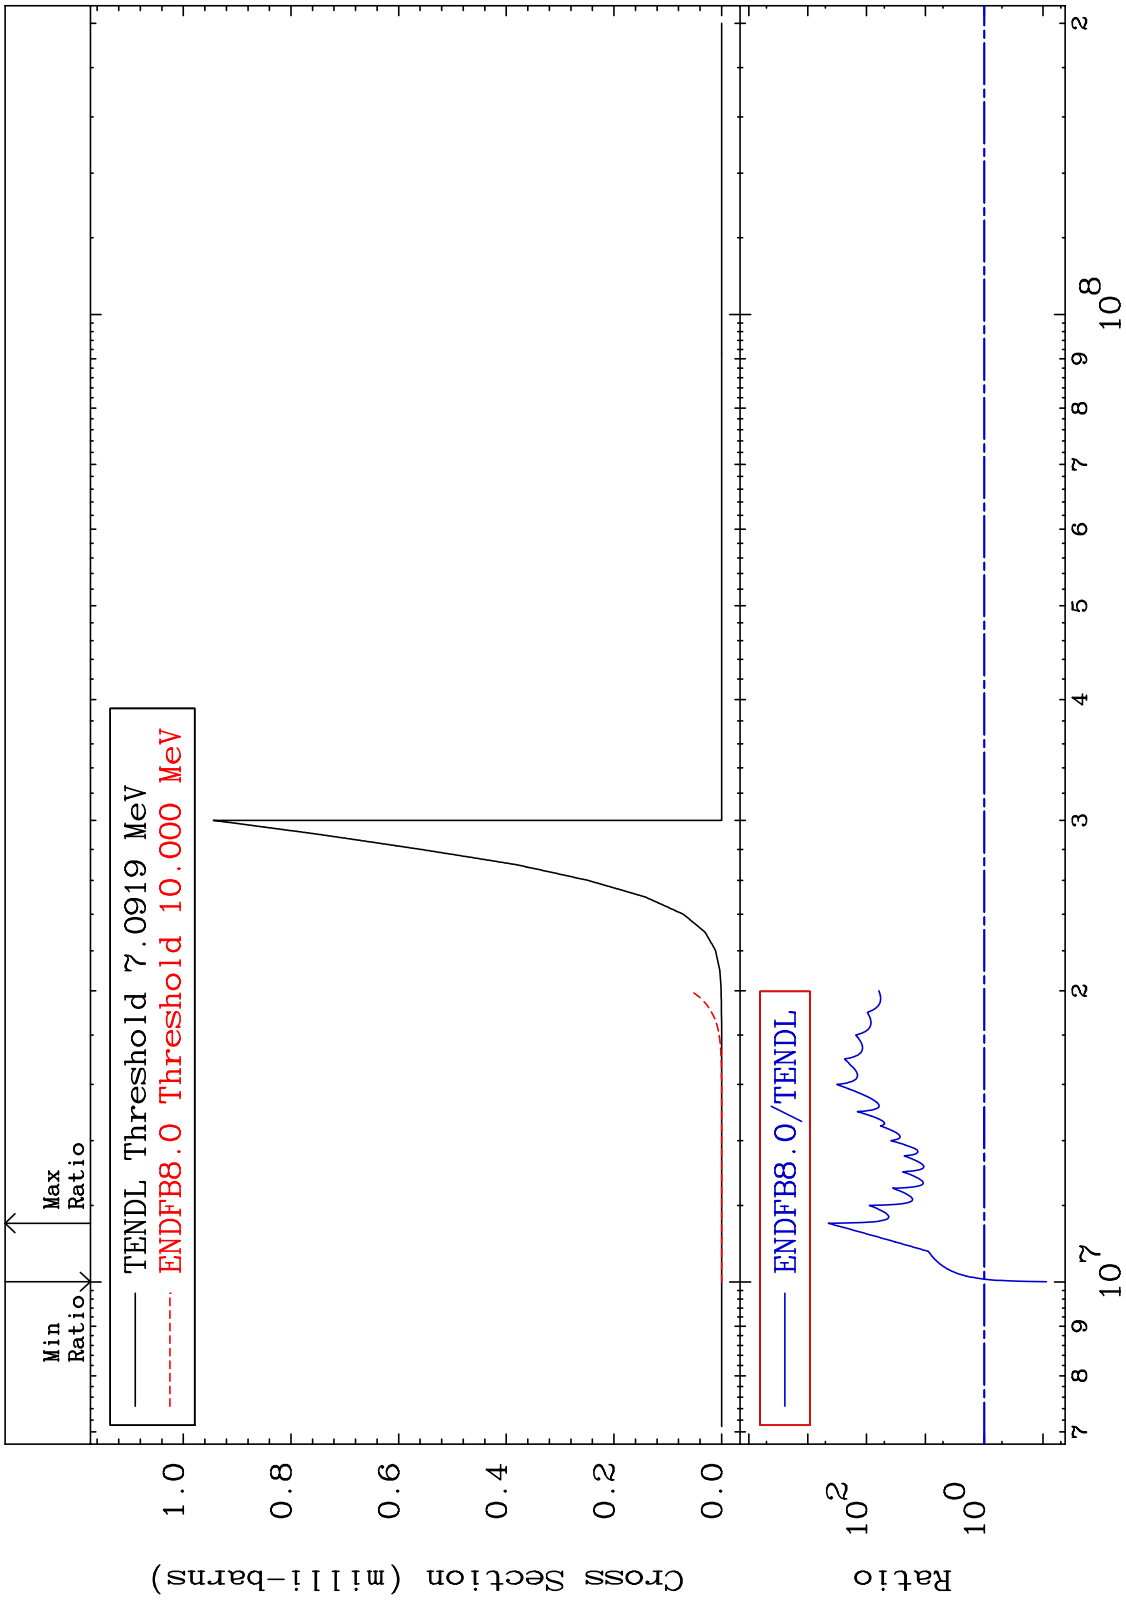 Min
Ratio
Max
Ratio
TENDL Threshold 7.0919 MeV
ENDFB8.0 Threshold 10.000 MeV
Cross Section (milli-barns)
1.0
0.8
0.6
0.4
0.2
0.0
ENDFB8.0/TENDL
Ratio
10^2
10^0
7 8 9 10^7 2 3 4 5 6 7 8 9 10^8 2